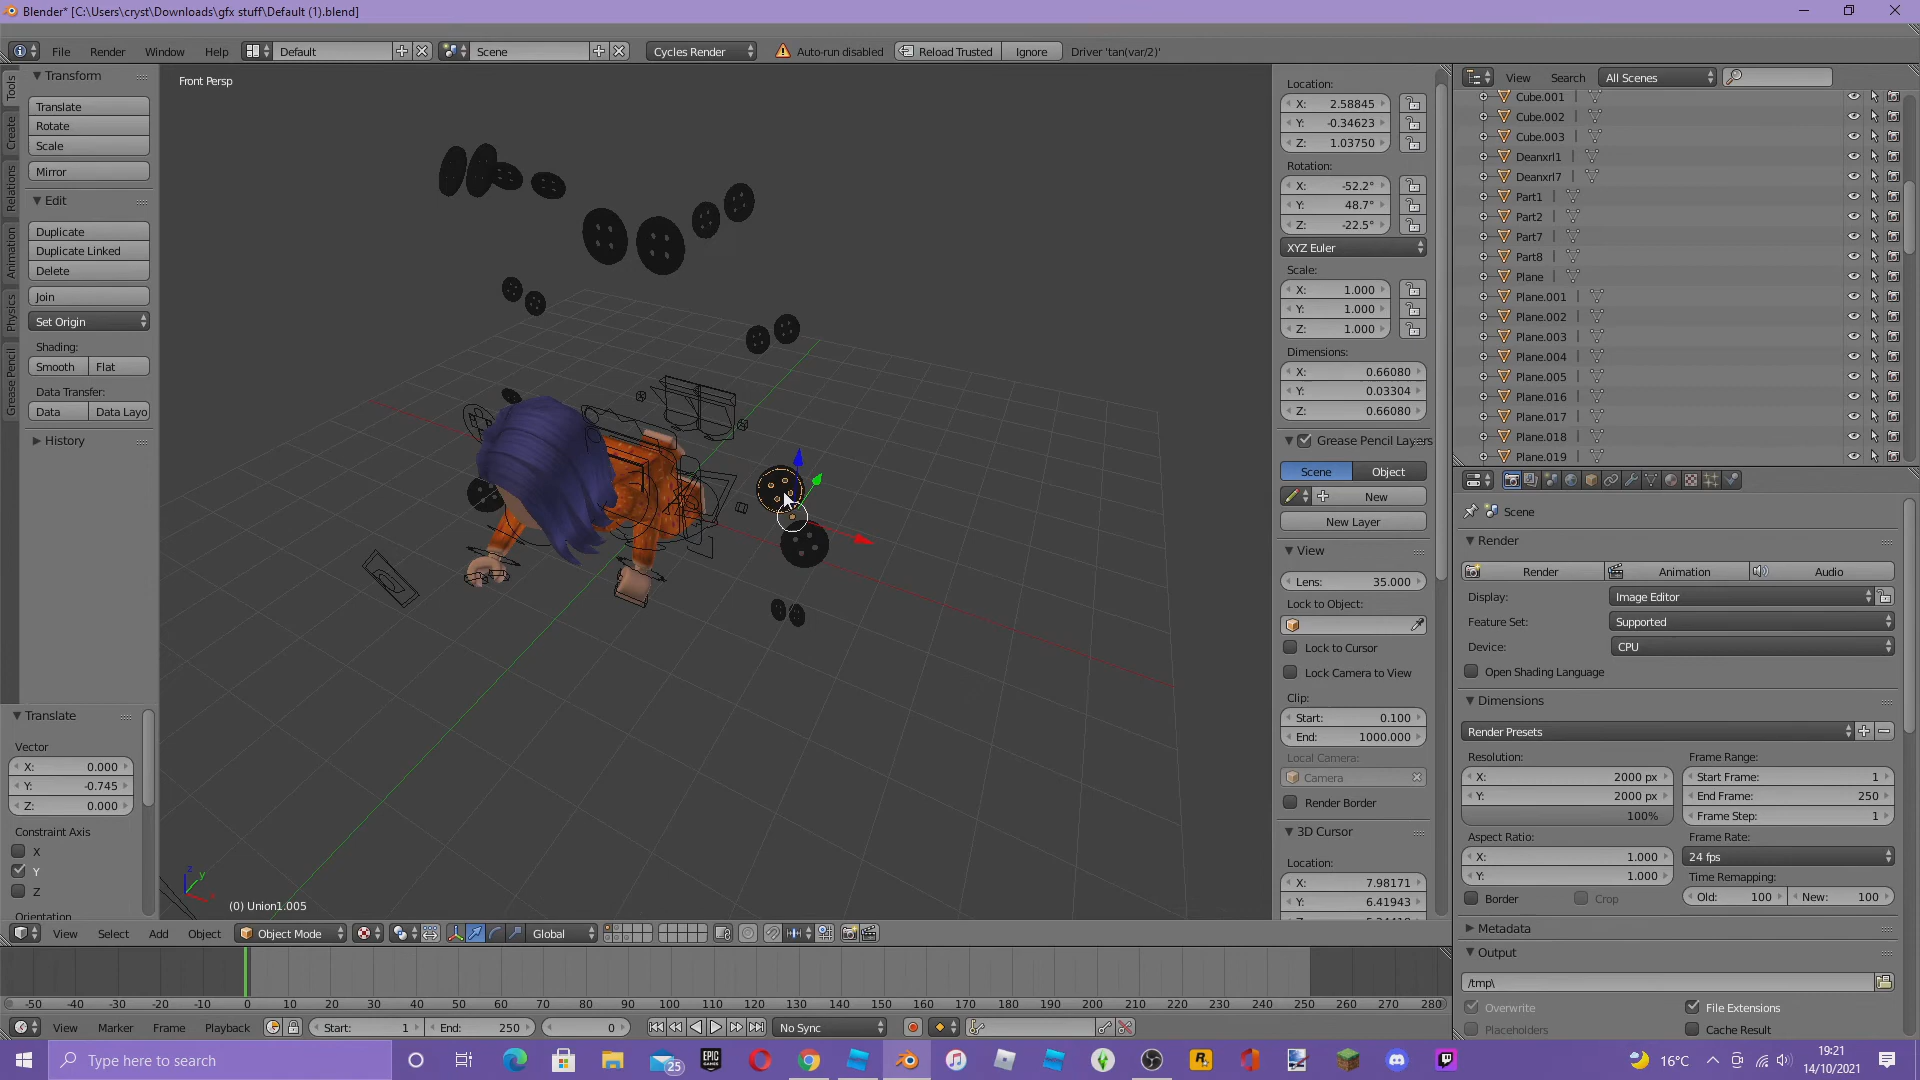 Blender* [C:\Users\cryst\Downloads\gfx stuff\Default (1).blend]
File Render Window Help Default Scene Cycles Render Auto-run disabled Reload Trusted Ignore Driver 'tan(var/2)'
Tools
Create
Relations
Animation
Physics
Grease Pencil
Transform
Translate
Rotate
Scale
Mirror
Edit
Duplicate
Duplicate Linked
Delete
Join
Set Origin
Shading:
Smooth Flat
Data Transfer:
Data Data Layo
History
Translate
Vector
X: 0.000
Y: -0.745
Z: 0.000
Constraint Axis
X
Y
Z
Orientation
Front Persp
z
y
x
(0) Union1.005
Location:
X: 2.58845
Y: -0.34623
Z: 1.03750
Rotation:
X: -52.2°
Y: 48.7°
Z: -22.5°
XYZ Euler
Scale:
X: 1.000
Y: 1.000
Z: 1.000
Dimensions:
X: 0.66080
Y: 0.03304
Z: 0.66080
Grease Pencil Layers
Scene Object
New
New Layer
View
Lens: 35.000
Lock to Object:
Lock to Cursor
Lock Camera to View
Clip:
Start: 0.100
End: 1000.000
Local Camera:
Camera
Render Border
3D Cursor
Location:
X: 7.98171
Y: 6.41943
View Search All Scenes
Cube.001
Cube.002
Cube.003
Deanxrl1
Deanxrl7
Part1
Part2
Part7
Part8
Plane
Plane.001
Plane.002
Plane.003
Plane.004
Plane.005
Plane.016
Plane.017
Plane.018
Plane.019
Scene
Render
Render Animation Audio
Display: Image Editor
Feature Set: Supported
Device: CPU
Open Shading Language
Dimensions
Render Presets
Resolution: Frame Range:
X: 2000 px Start Frame: 1
Y: 2000 px End Frame: 250
100% Frame Step: 1
Aspect Ratio: Frame Rate:
X: 1.000 24 fps
Y: 1.000 Time Remapping:
Border Crop Old: 100 New: 100
Metadata
Output
/tmp\
Overwrite File Extensions
Placeholders Cache Result
View Select Add Object Object Mode Global
-50 -40 -30 -20 -10 0 10 20 30 40 50 60 70 80 90 100 110 120 130 140 150 160 170 180 190 200 210 220 230 240 250 260 270 280
View Marker Frame Playback Start: 1 End: 250 0 No Sync
Type here to search
25
EPIC GAMES
16°C
19:21
14/10/2021